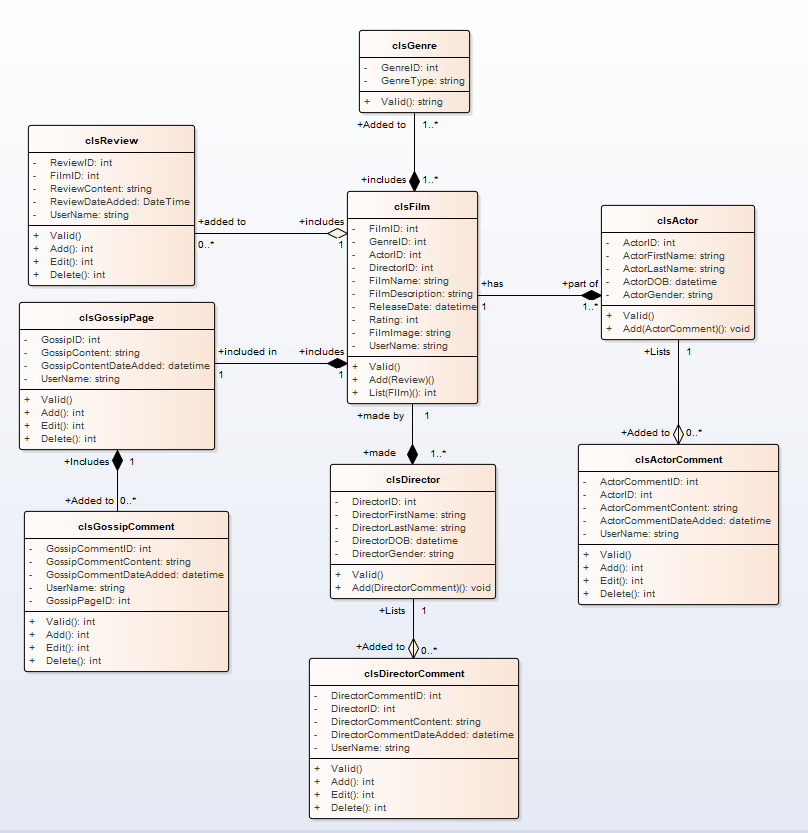 clsGenre
- GenreID: int
- GenreType: string
+ Valid(): string
+Added to 1..*
+includes 1..*
clsReview
- ReviewID: int
- FilmID: int
- ReviewContent: string
- ReviewDateAdded: DateTime
- UserName: string
+ Valid()
+ Add(): int
+ Edit(): int
+ Delete(): int
+added to +includes
0..* 1
clsFilm
- FilmID: int
- GenreID: int
- ActorID: int
- DirectorID: int
- FilmName: string
- FilmDescription: string
- ReleaseDate: datetime
- Rating: int
- FilmImage: string
- UserName: string
+ Valid()
+ Add(Review)()
+ List(FIlm)(): int
+has +part of
1 1..*
clsActor
- ActorID: int
- ActorFirstName: string
- ActorLastName: string
- ActorDOB: datetime
- ActorGender: string
+ Valid()
+ Add(ActorComment)(): void
+Lists 1
+Added to 0..*
clsActorComment
- ActorCommentID: int
- ActorID: int
- ActorCommentContent: string
- ActorCommentDateAdded: datetime
- UserName: string
+ Valid()
+ Add(): int
+ Edit(): int
+ Delete(): int
clsGossipPage
- GossipID: int
- GossipContent: string
- GossipContentDateAdded: datetime
- UserName: string
+ Valid()
+ Add(): int
+ Edit(): int
+ Delete(): int
+included in +includes
1 1
+Includes 1
+Added to 0..*
clsGossipComment
- GossipCommentID: int
- GossipCommentContent: string
- GossipCommentDateAdded: datetime
- UserName: string
- GossipPageID: int
+ Valid(): int
+ Add(): int
+ Edit(): int
+ Delete(): int
+made by 1
+made 1..*
clsDirector
- DirectorID: int
- DirectorFirstName: string
- DirectorLastName: string
- DirectorDOB: datetime
- DirectorGender: string
+ Valid()
+ Add(DirectorComment)(): void
+Lists 1
+Added to 0..*
clsDirectorComment
- DirectorCommentID: int
- DirectorID: int
- DirectorCommentContent: string
- DirectorCommentDateAdded: datetime
- UserName: string
+ Valid()
+ Add(): int
+ Edit(): int
+ Delete(): int